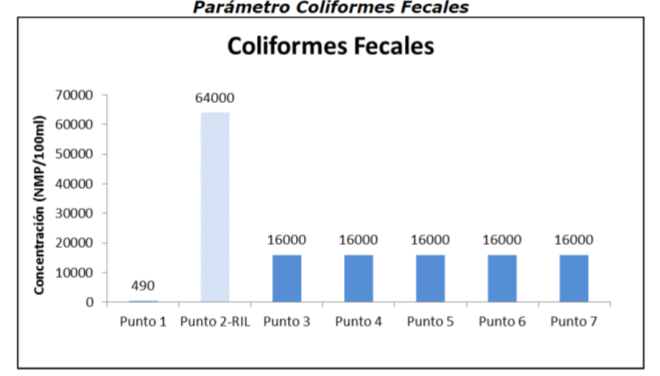 Parámetro Coliformes Fecales
Coliformes Fecales
Concentración (NMP/100ml)
70000
60000
50000
40000
30000
20000
10000
0
490
64000
16000
16000
16000
16000
16000
Punto 1
Punto 2-RIL
Punto 3
Punto 4
Punto 5
Punto 6
Punto 7